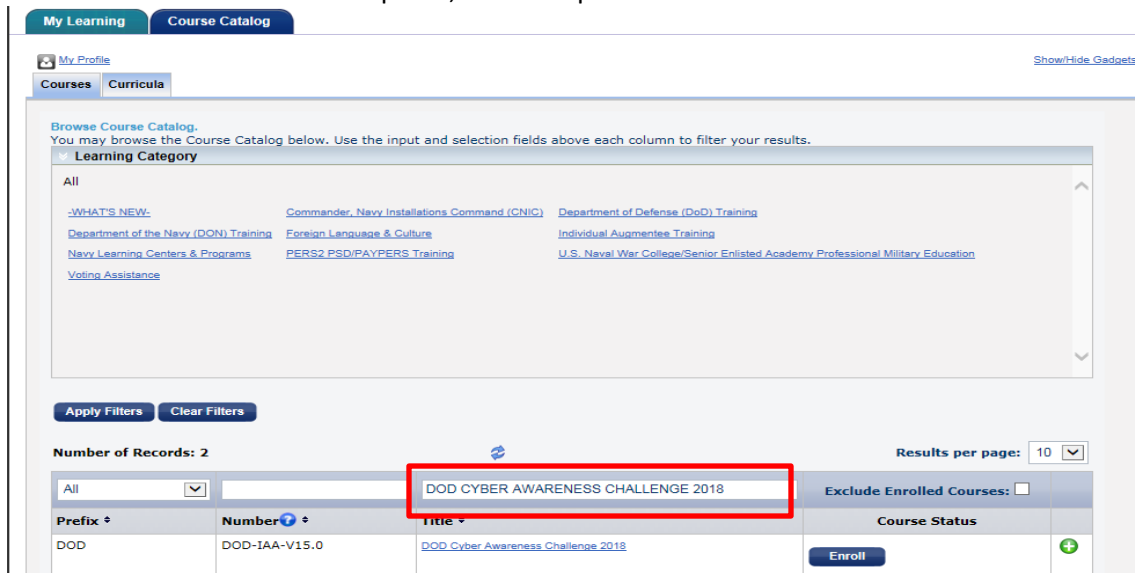 My Learning Course Catalog
My Profile Show/Hide Gadgets
Courses Curricula
Browse Course Catalog.
You may browse the Course Catalog below. Use the input and selection fields above each column to filter your results.
Learning Category
All
-WHAT'S NEW- Commander, Navy Installations Command (CNIC) Department of Defense (DoD) Training
Department of the Navy (DON) Training Foreign Language & Culture Individual Augmentee Training
Navy Learning Centers & Programs PERS2 PSD/PAYPERS Training U.S. Naval War College/Senior Enlisted Academy Professional Military Education
Voting Assistance
Apply Filters Clear Filters
Number of Records: 2 Results per page: 10
All DOD CYBER AWARENESS CHALLENGE 2018 Exclude Enrolled Courses:
Prefix Number Title Course Status
DOD DOD-IAA-V15.0 DOD Cyber Awareness Challenge 2018 Enroll